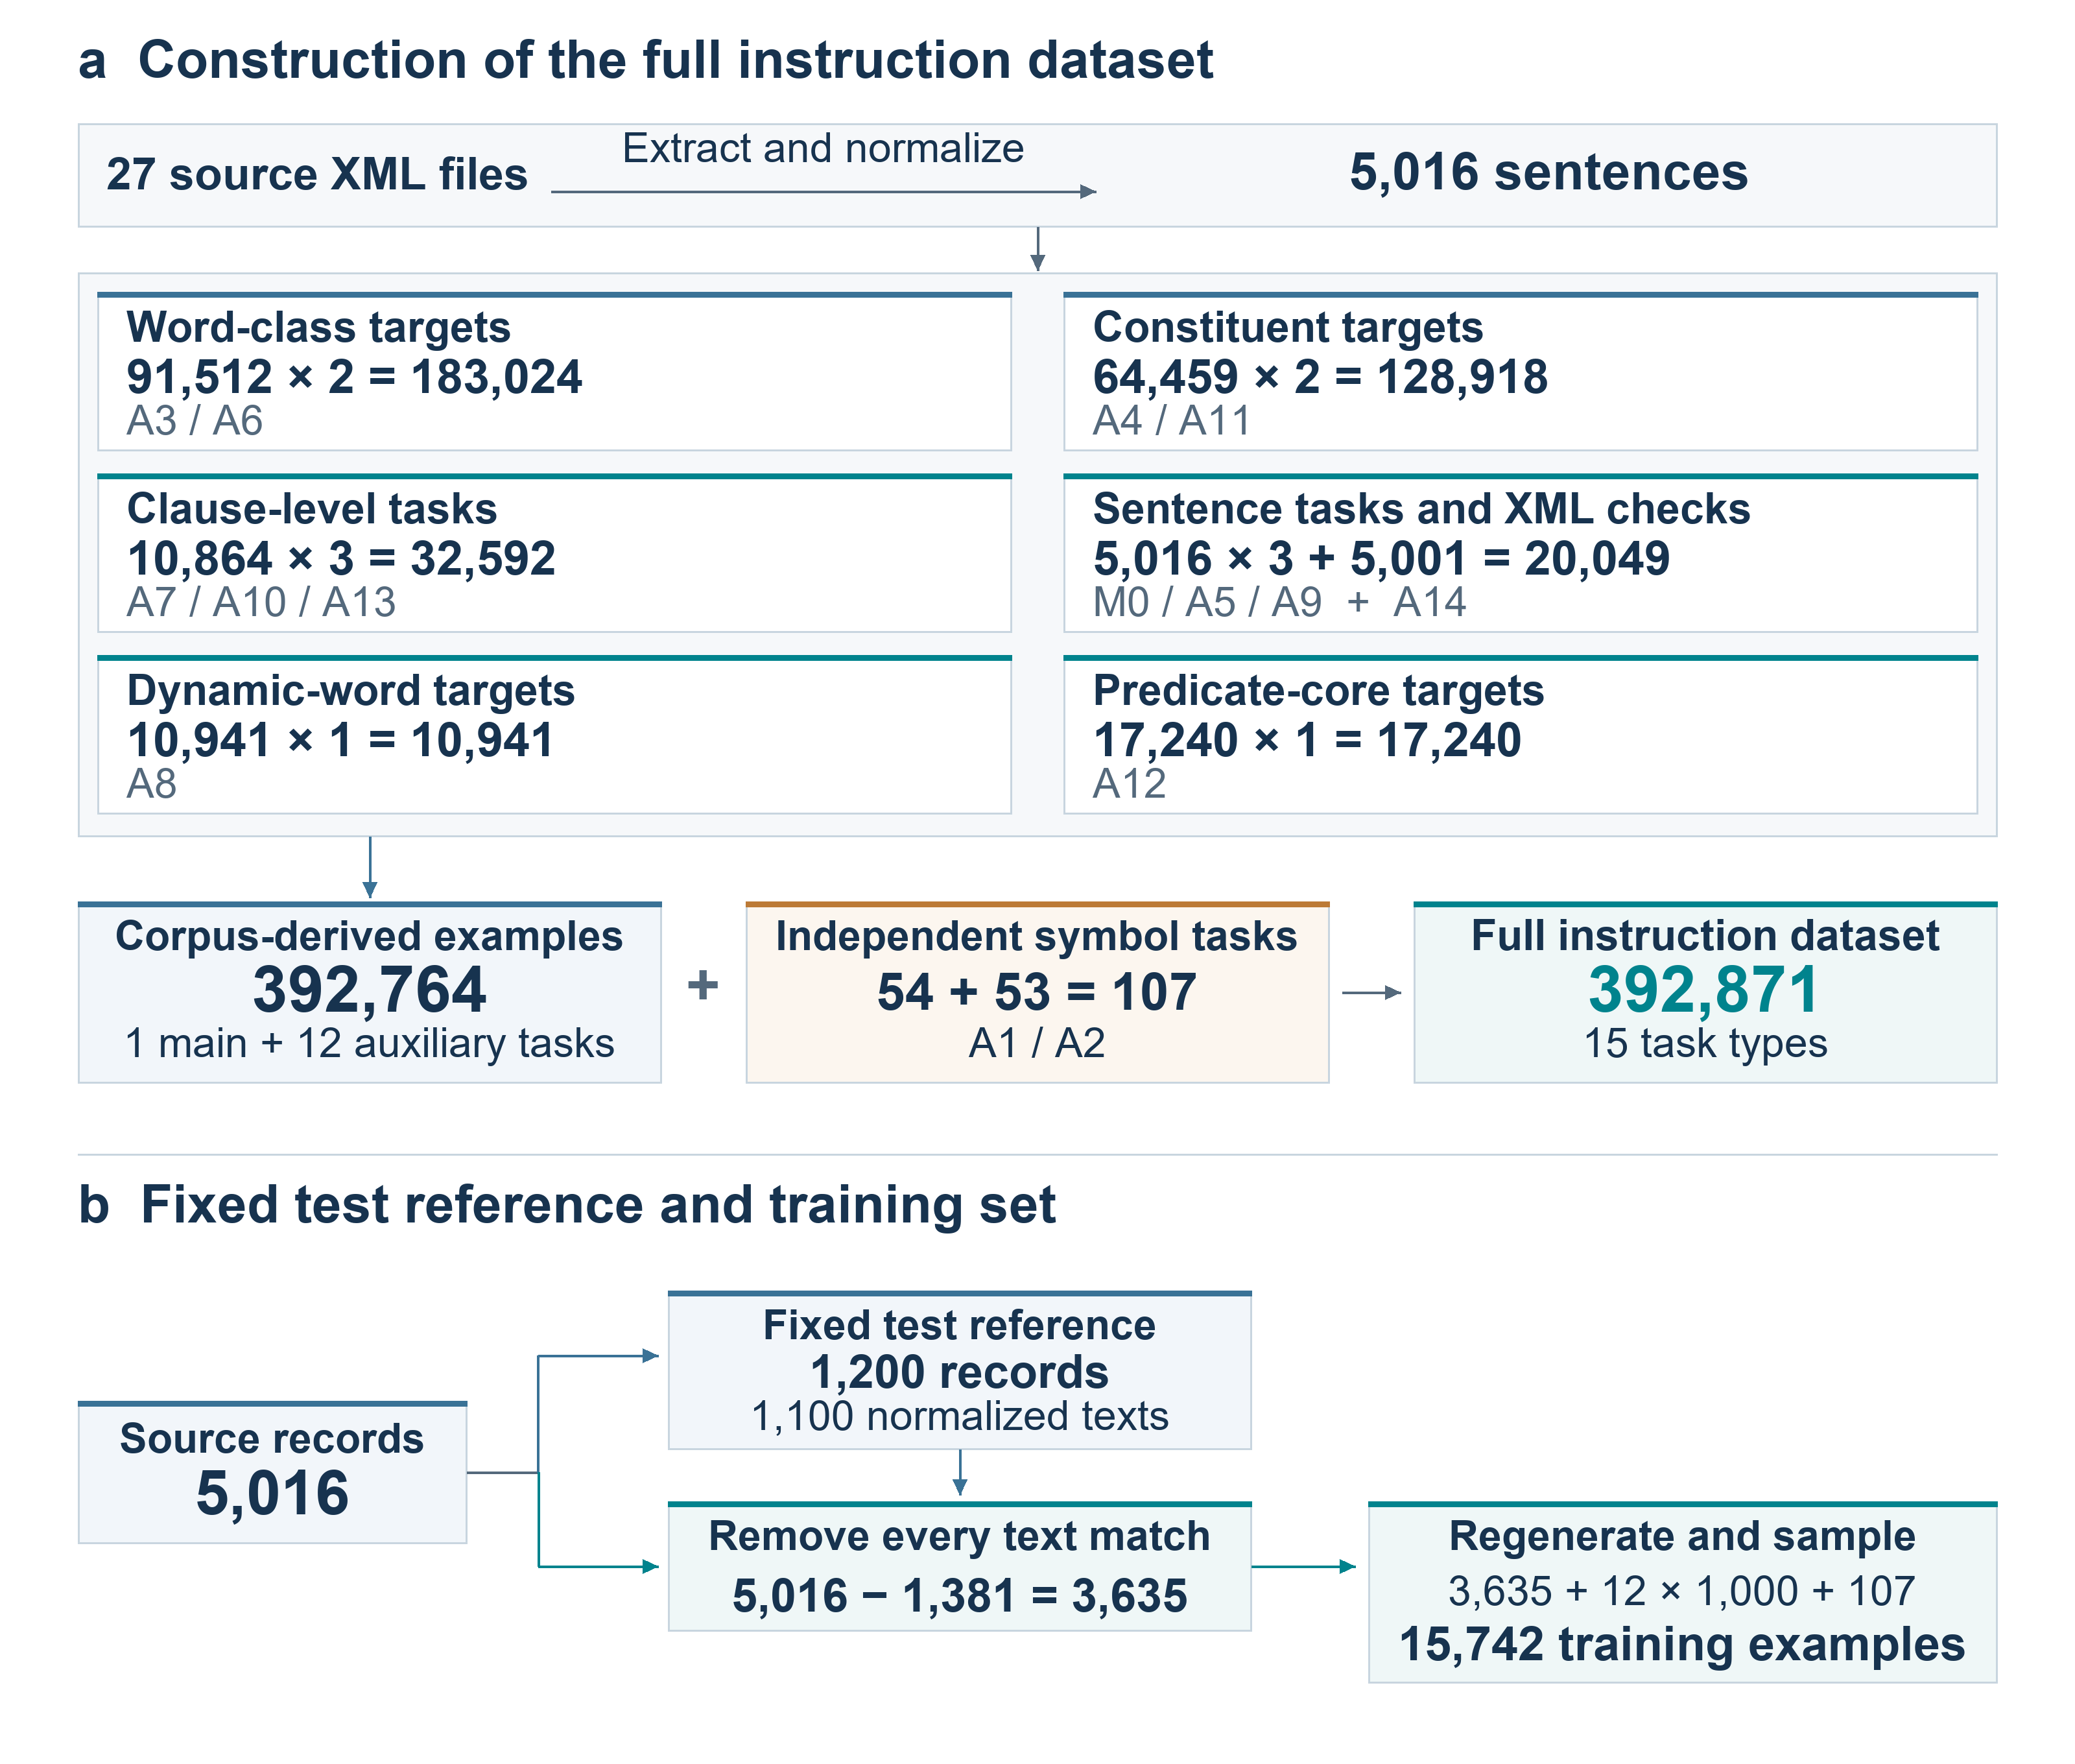 a Construction of the full instruction dataset
27 source XML files
Extract and normalize
5,016 sentences
Word-class targets
91,512 × 2 = 183,024
A3 / A6
Constituent targets
64,459 × 2 = 128,918
A4 / A11
Clause-level tasks
10,864 × 3 = 32,592
A7 / A10 / A13
Sentence tasks and XML checks
5,016 × 3 + 5,001 = 20,049
M0 / A5 / A9 + A14
Dynamic-word targets
10,941 × 1 = 10,941
A8
Predicate-core targets
17,240 × 1 = 17,240
A12
Corpus-derived examples
392,764
1 main + 12 auxiliary tasks
+
Independent symbol tasks
54 + 53 = 107
A1 / A2
Full instruction dataset
392,871
15 task types
b Fixed test reference and training set
Source records
5,016
Fixed test reference
1,200 records
1,100 normalized texts
Remove every text match
5,016 − 1,381 = 3,635
Regenerate and sample
3,635 + 12 × 1,000 + 107
15,742 training examples